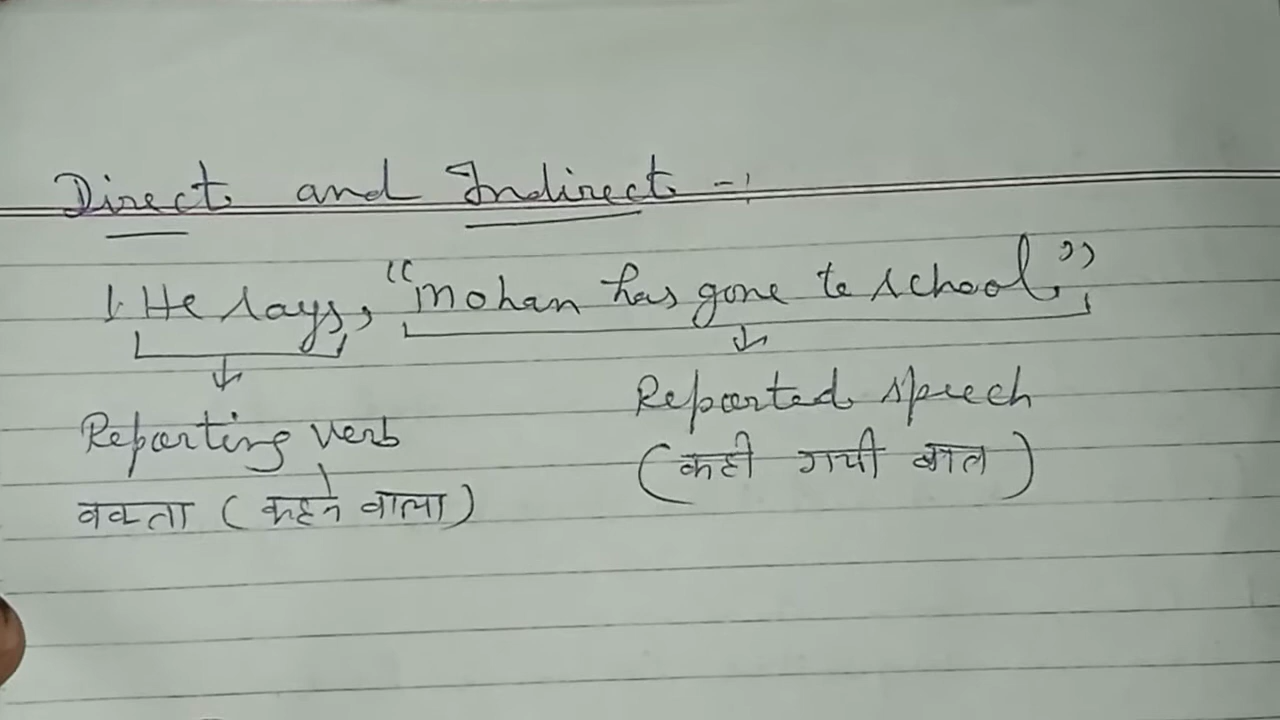 Direct and Indirect -:
1. He says, "Mohan has gone to school."
Reporting verb
वक्ता (कहने वाला)
Reported speech
(कही गयी बात)